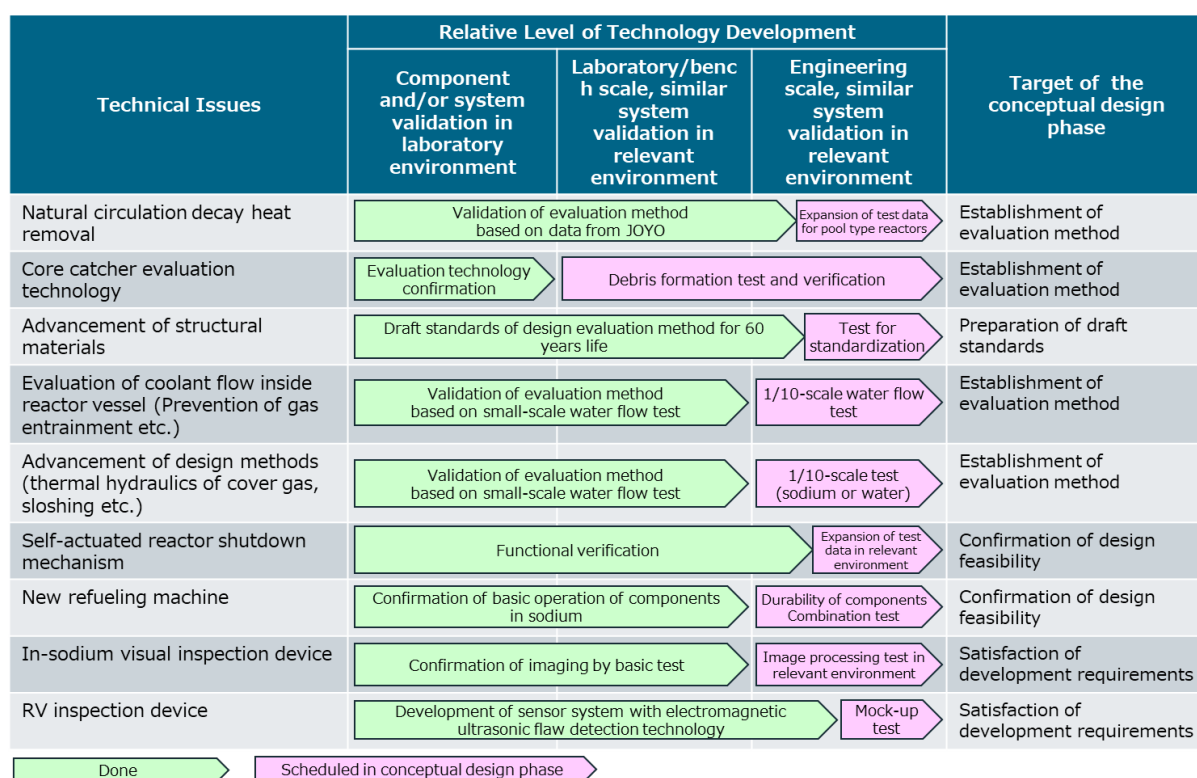 Technical Issues
Relative Level of Technology Development
Component
and/or system
validation in
laboratory
environment
Laboratory/benc
h scale, similar
system
validation in
relevant
environment
Engineering
scale, similar
system
validation in
relevant
environment
Target of the
conceptual design
phase
Natural circulation decay heat
removal
Validation of evaluation method
based on data from JOYO
Expansion of test data
for pool type reactors
Establishment of
evaluation method
Core catcher evaluation
technology
Evaluation technology
confirmation
Debris formation test and verification
Establishment of
evaluation method
Advancement of structural
materials
Draft standards of design evaluation method for 60
years life
Test for
standardization
Preparation of draft
standards
Evaluation of coolant flow inside
reactor vessel (Prevention of gas
entrainment etc.)
Validation of evaluation method
based on small-scale water flow test
1/10-scale water flow
test
Establishment of
evaluation method
Advancement of design methods
(thermal hydraulics of cover gas,
sloshing etc.)
Validation of evaluation method
based on small-scale water flow test
1/10-scale test
(sodium or water)
Establishment of
evaluation method
Self-actuated reactor shutdown
mechanism
Functional verification
Expansion of test
data in relevant
environment
Confirmation of design
feasibility
New refueling machine
Confirmation of basic operation of components
in sodium
Durability of components
Combination test
Confirmation of design
feasibility
In-sodium visual inspection device
Confirmation of imaging by basic test
Image processing test in
relevant environment
Satisfaction of
development requirements
RV inspection device
Development of sensor system with electromagnetic
ultrasonic flaw detection technology
Mock-up
test
Satisfaction of
development requirements
Done
Scheduled in conceptual design phase